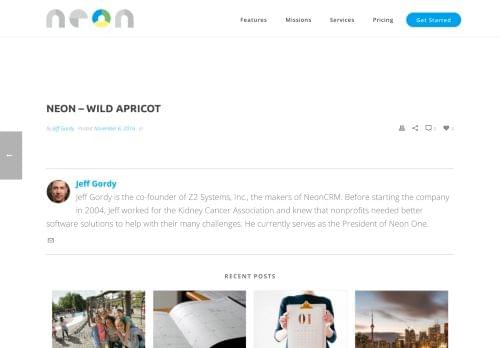 neon
Features Missions Services Pricing Get Started
NEON – WILD APRICOT
By Jeff Gordy Posted November 6, 2016 In
0 0
←
Jeff Gordy
Jeff Gordy is the co-founder of Z2 Systems, Inc., the makers of NeonCRM. Before starting the company
in 2004, Jeff worked for the Kidney Cancer Association and knew that nonprofits needed better
software solutions to help with their many challenges. He currently serves as the President of Neon One.
RECENT POSTS
01